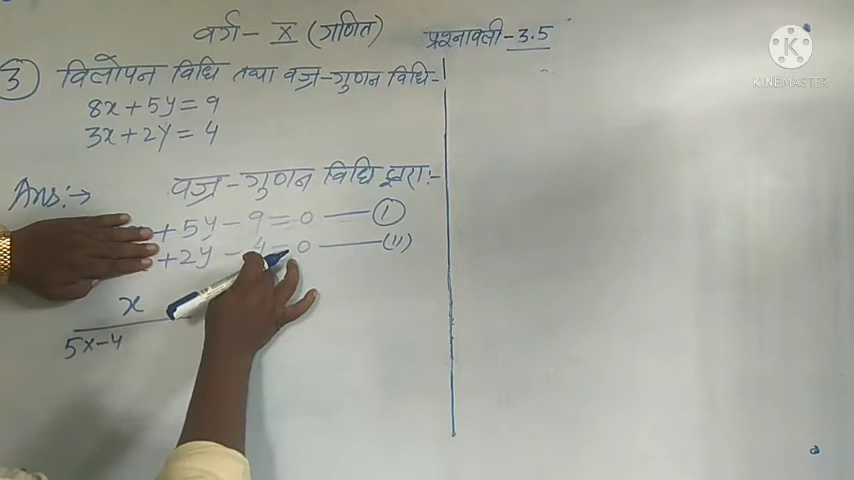 वर्ग - X (गणित)
प्रश्नावली - 3.5
K
KINEMASTER
3 विलोपन विधि तथा वज्र-गुणन विधि-
8x + 5y = 9
3x + 2y = 4
Ans:→ वज्र-गुणन विधि द्वारा:-
+ 5y - 9 = 0 — (I)
+ 2y - 4 = 0 — (II)
x
5x-4